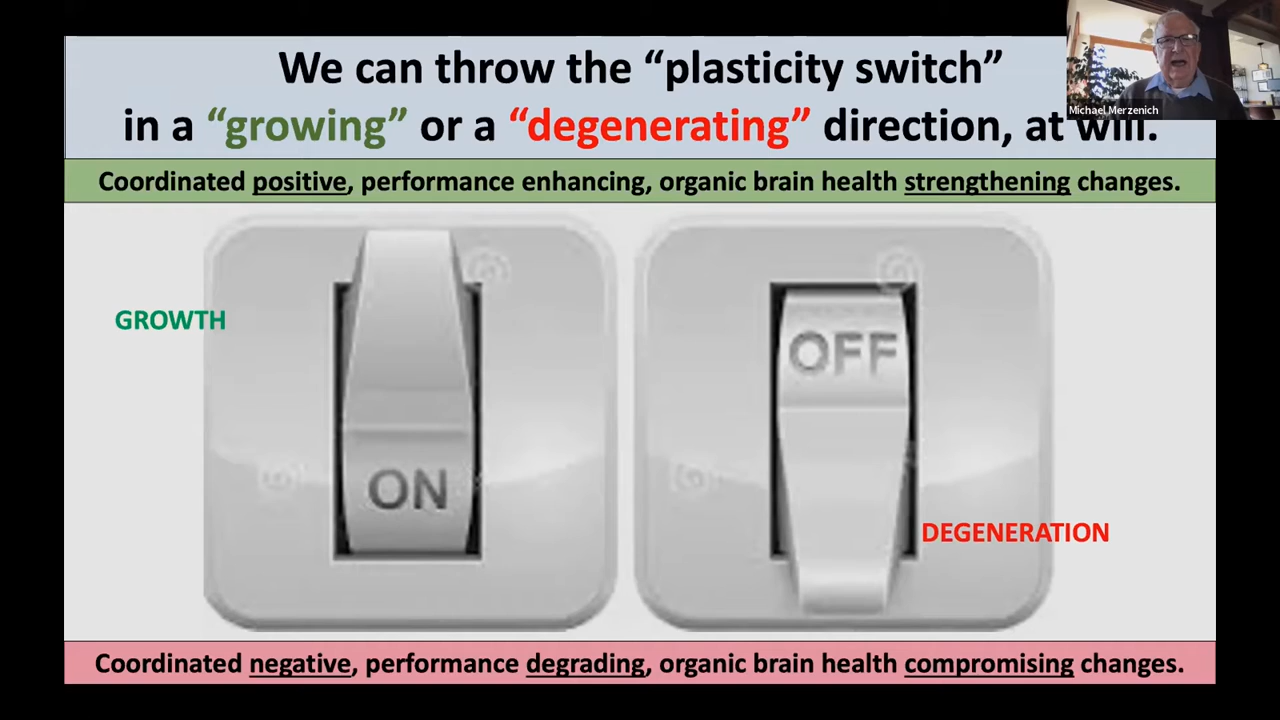 We can throw the “plasticity switch”
in a “growing” or a “degenerating” direction, at will.
Michael Merzenich
Coordinated positive, performance enhancing, organic brain health strengthening changes.
GROWTH
ON
OFF
DEGENERATION
Coordinated negative, performance degrading, organic brain health compromising changes.